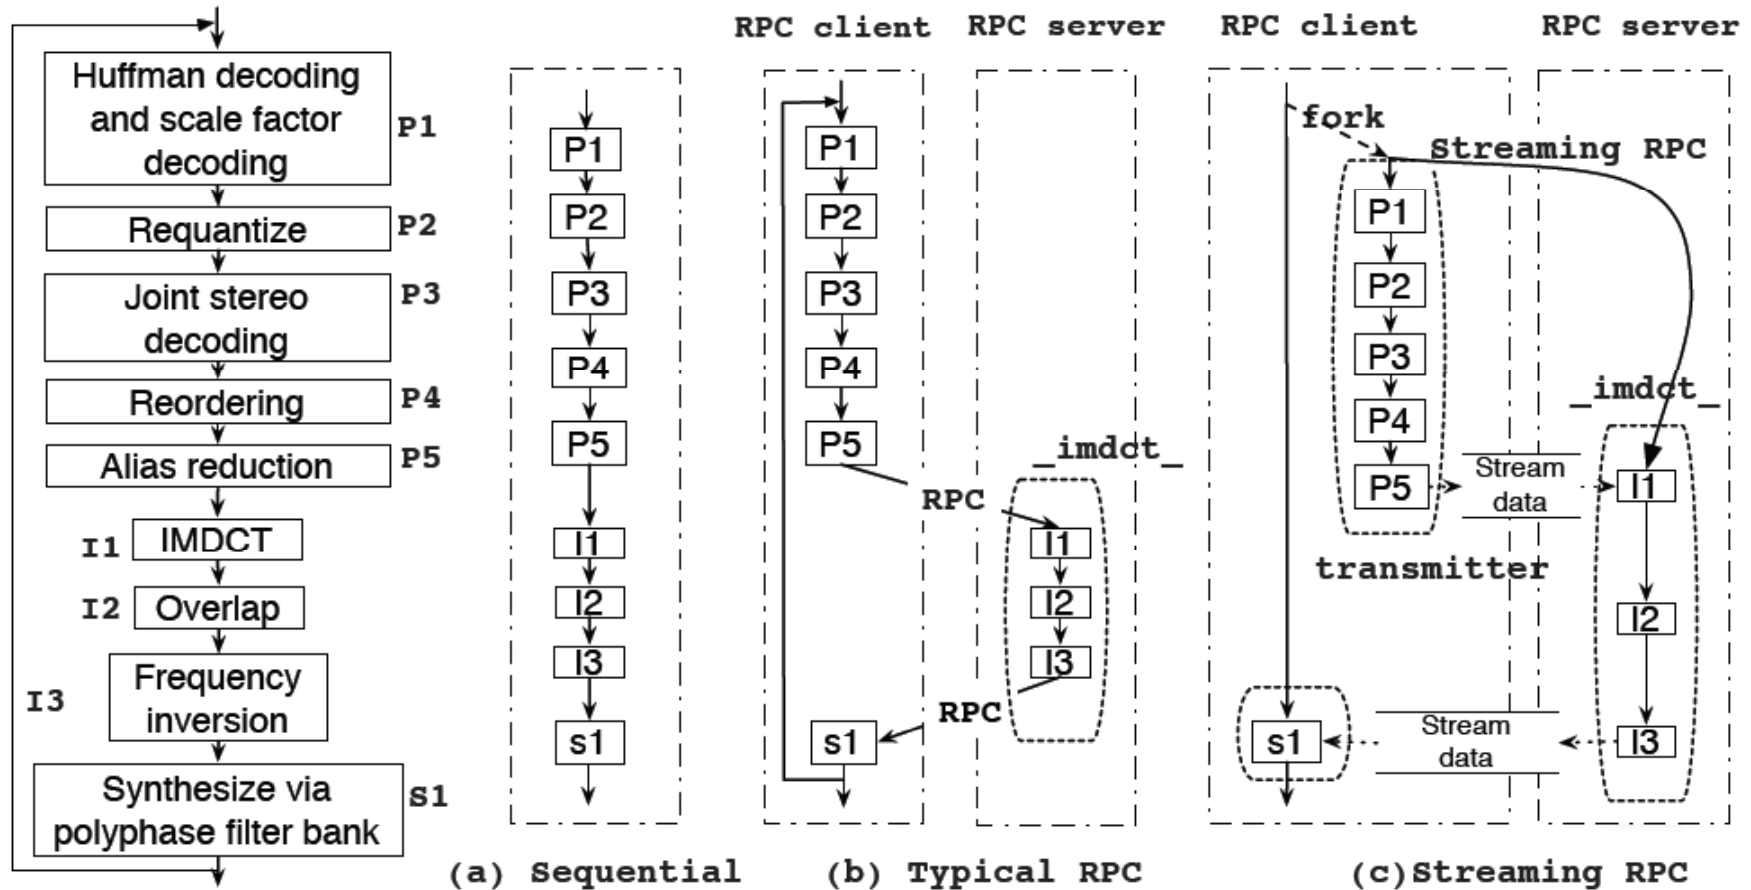 Huffman decoding
and scale factor
decoding
P1
Requantize
P2
Joint stereo
decoding
P3
Reordering
P4
Alias reduction
P5
IMDCT
I1
Overlap
I2
Frequency
inversion
I3
Synthesize via
polyphase filter bank
S1
P1
P2
P3
P4
P5
I1
I2
I3
s1
(a) Sequential
RPC client
RPC server
P1
P2
P3
P4
P5
RPC
_imdct_
I1
I2
I3
RPC
s1
(b) Typical RPC
RPC client
RPC server
fork
Streaming RPC
P1
P2
P3
P4
P5
transmitter
Stream
data
_imdct_
I1
I2
I3
Stream
data
s1
(c)Streaming RPC